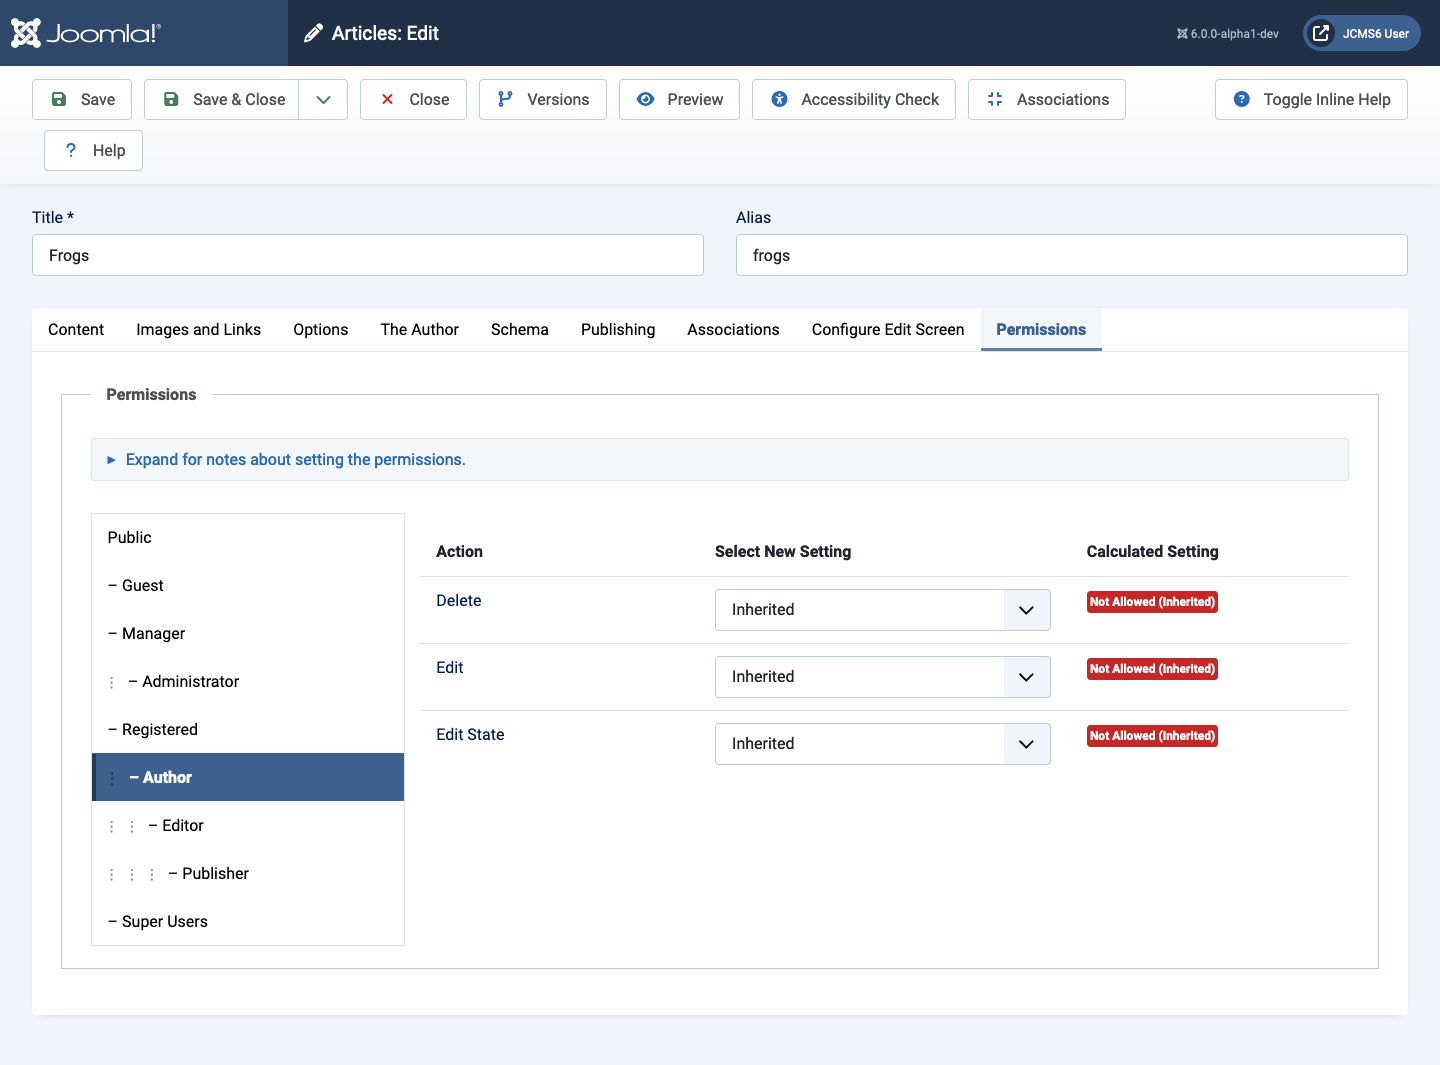 Joomla!®
Articles: Edit
6.0.0-alpha1-dev
JCMS6 User
Save
Save & Close
Close
Versions
Preview
Accessibility Check
Associations
Toggle Inline Help
? Help
Title *
Alias
Frogs
frogs
Content
Images and Links
Options
The Author
Schema
Publishing
Associations
Configure Edit Screen
Permissions
Permissions
Expand for notes about setting the permissions.
Public
– Guest
– Manager
– Administrator
– Registered
– Author
– Editor
– Publisher
– Super Users
Action Select New Setting Calculated Setting
Delete Inherited Not Allowed (Inherited)
Edit Inherited Not Allowed (Inherited)
Edit State Inherited Not Allowed (Inherited)